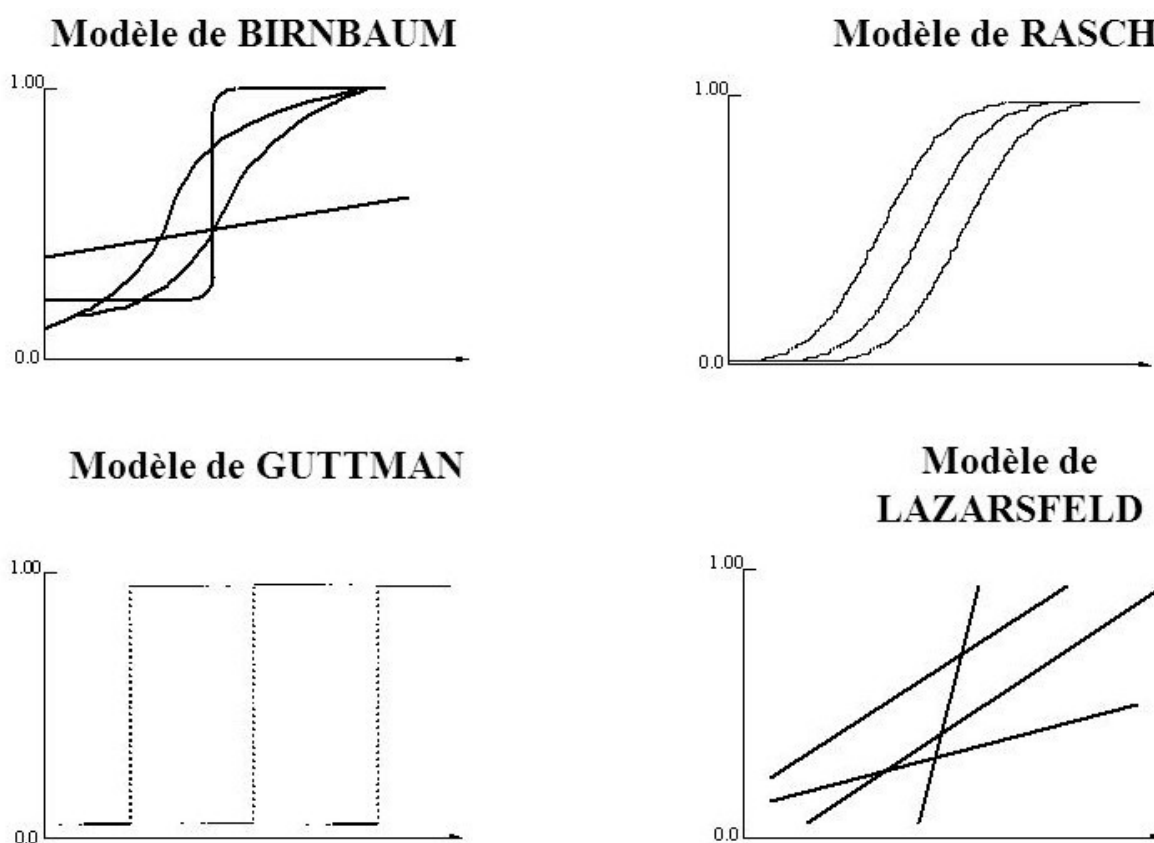 Modèle de BIRNBAUM
1.00
0.0
Modèle de RASCH
1.00
0.0
Modèle de GUTTMAN
1.00
0.0
Modèle de
LAZARSFELD
1.00
0.0